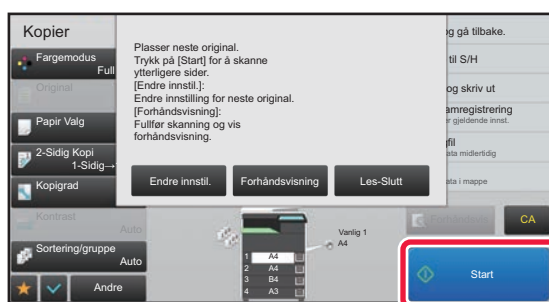 Kopier
Fargemodus
Full
Original
Papir Valg
2-Sidig Kopi
1-Sidig→
Kopigrad
Kontrast
Auto
Sortering/gruppe
Auto
Andre
Plasser neste original.
Trykk på [Start] for å skanne
ytterligere sider.
[Endre innstil.]:
Endre innstilling for neste original.
[Forhåndsvisning]:
Fullfør skanning og vis
forhåndsvisning.
Endre innstil.
Forhåndsvisning
Les-Slutt
1 A4
2 A4
3 B4
4 A3
Vanlig 1
A4
og gå tilbake.
til S/H
og skriv ut
amregistrering
er gjeldende innst.
gfil
ata midlertidig
ata i mappe
CA
Start